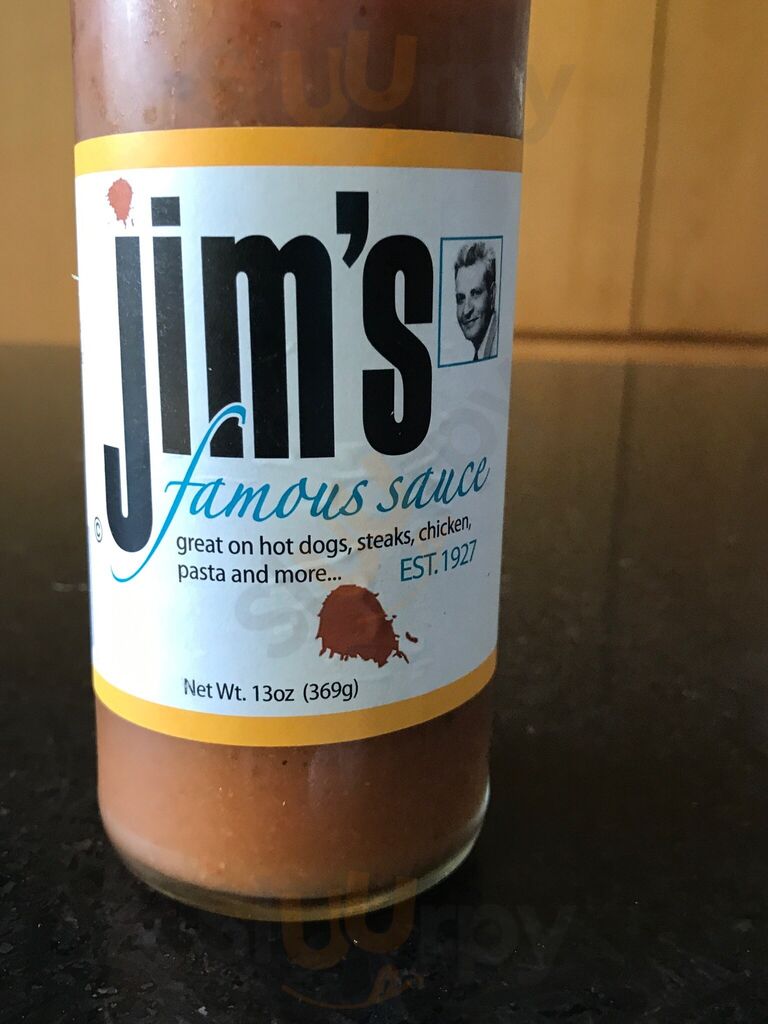 jim's
famous sauce
©
great on hot dogs, steaks, chicken,
pasta and more...
EST. 1927
Net Wt. 13oz (369g)